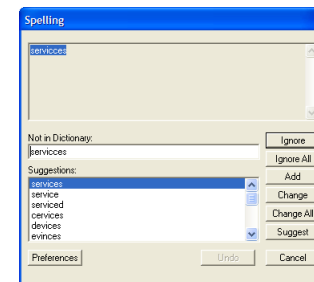 Spelling
servicces
Not in Dictionary:
servicces
Ignore
Ignore All
Suggestions:
Add
services
service
serviced
cervices
devices
evinces
Change
Change All
Suggest
Preferences
Undo
Cancel